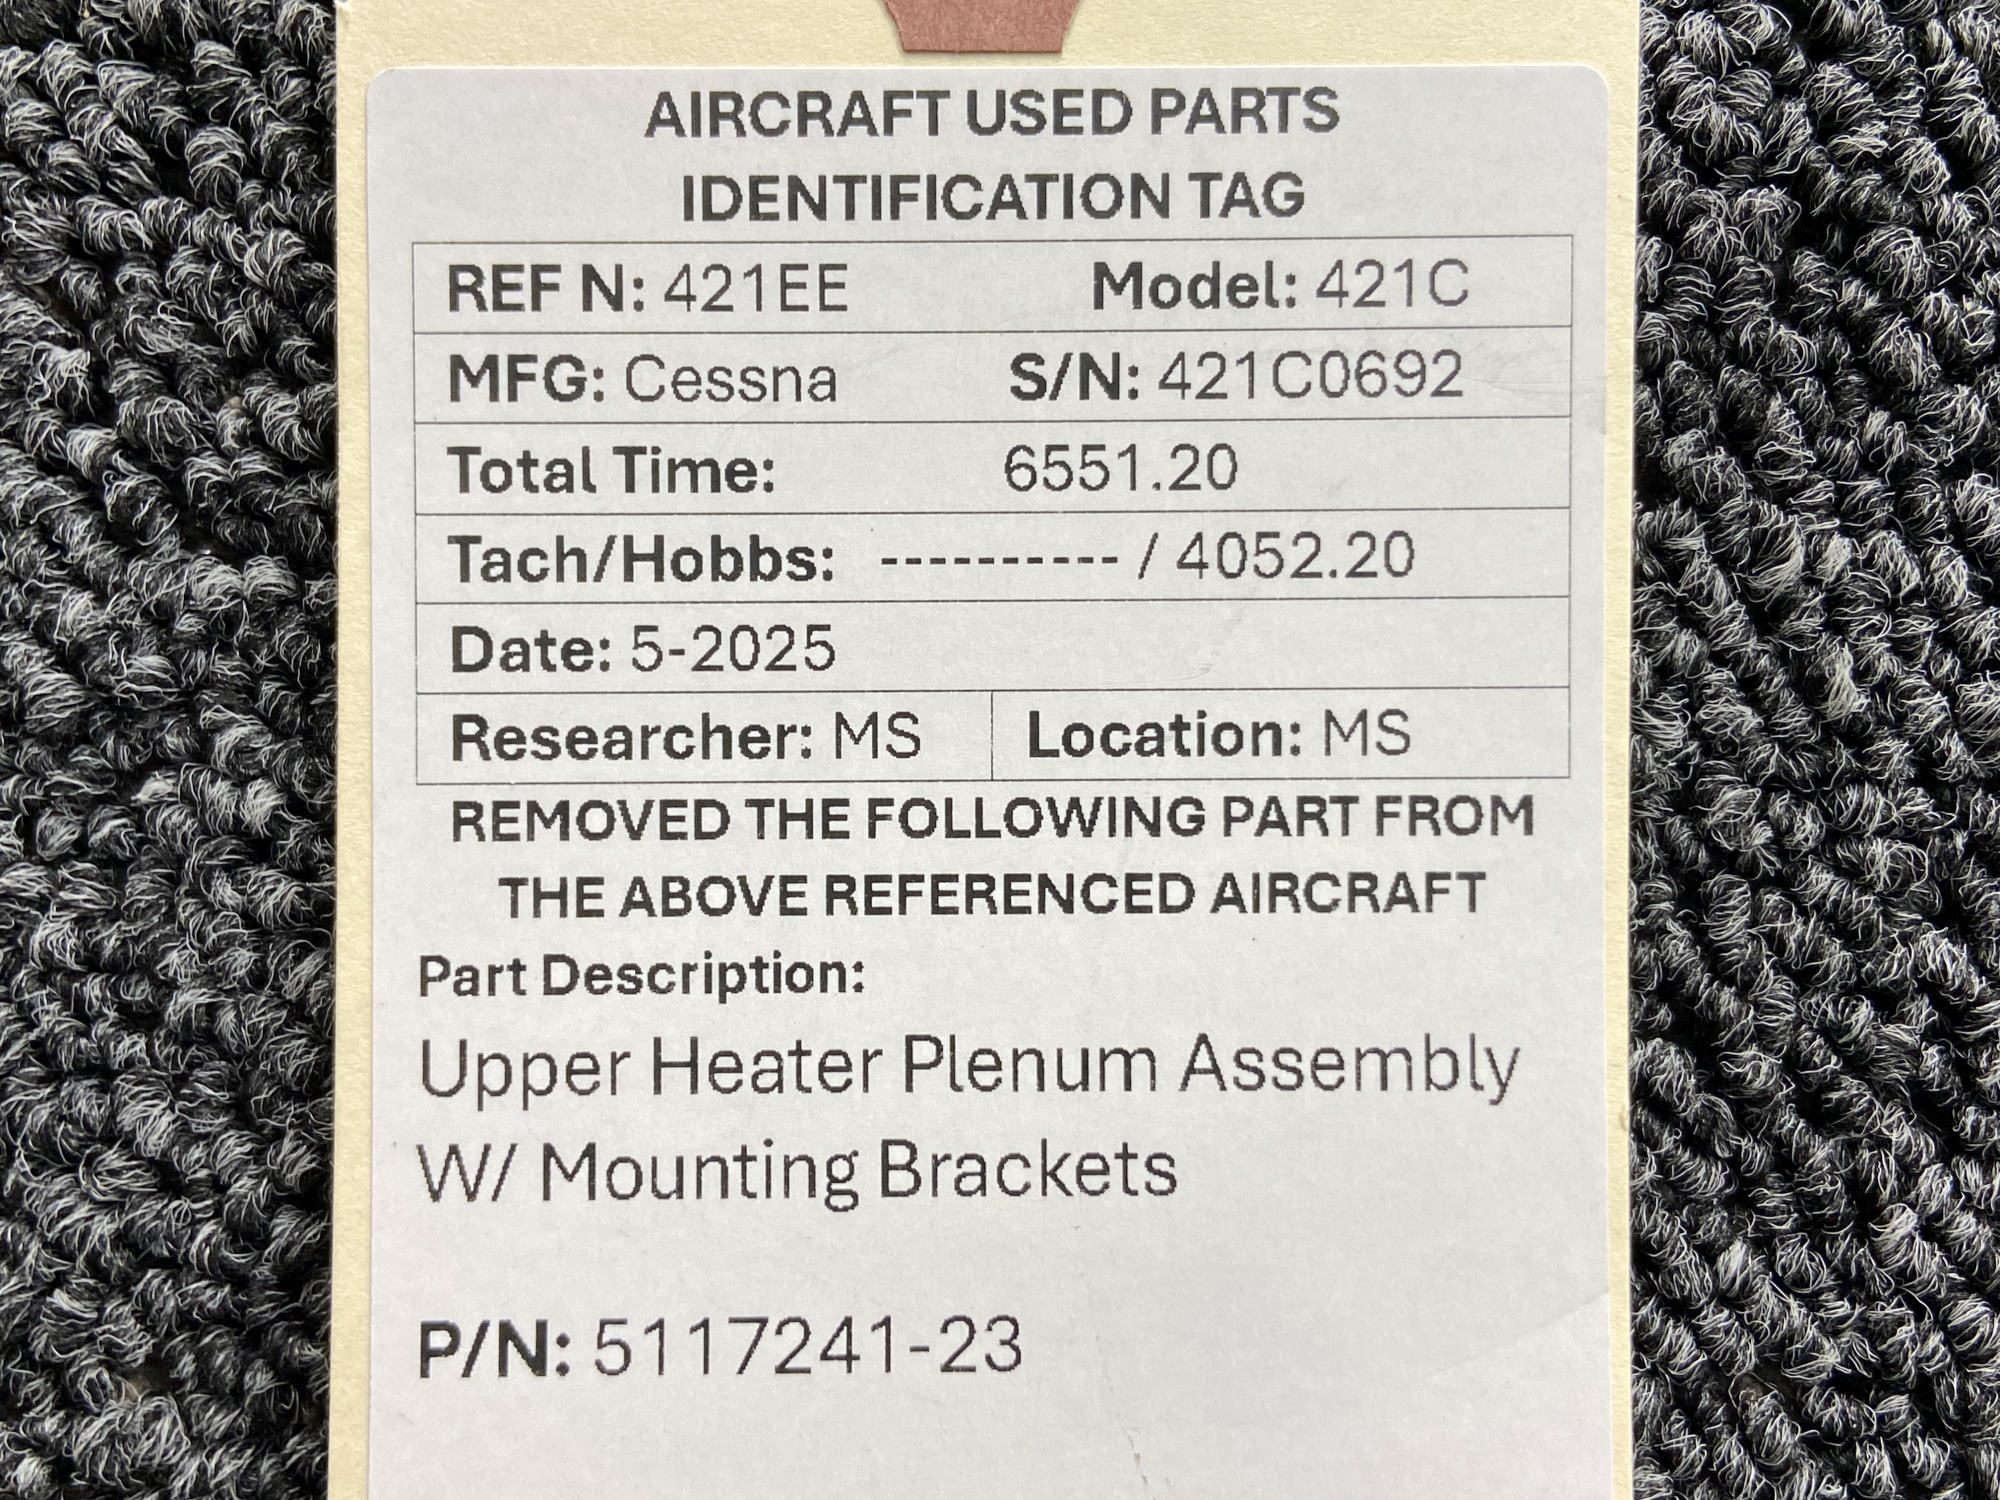 AIRCRAFT USED PARTS
IDENTIFICATION TAG
REF N: 421EE Model: 421C
MFG: Cessna S/N: 421C0692
Total Time: 6551.20
Tach/Hobbs: ---------- / 4052.20
Date: 5-2025
Researcher: MS Location: MS
REMOVED THE FOLLOWING PART FROM
THE ABOVE REFERENCED AIRCRAFT
Part Description:
Upper Heater Plenum Assembly
W/ Mounting Brackets
P/N: 5117241-23